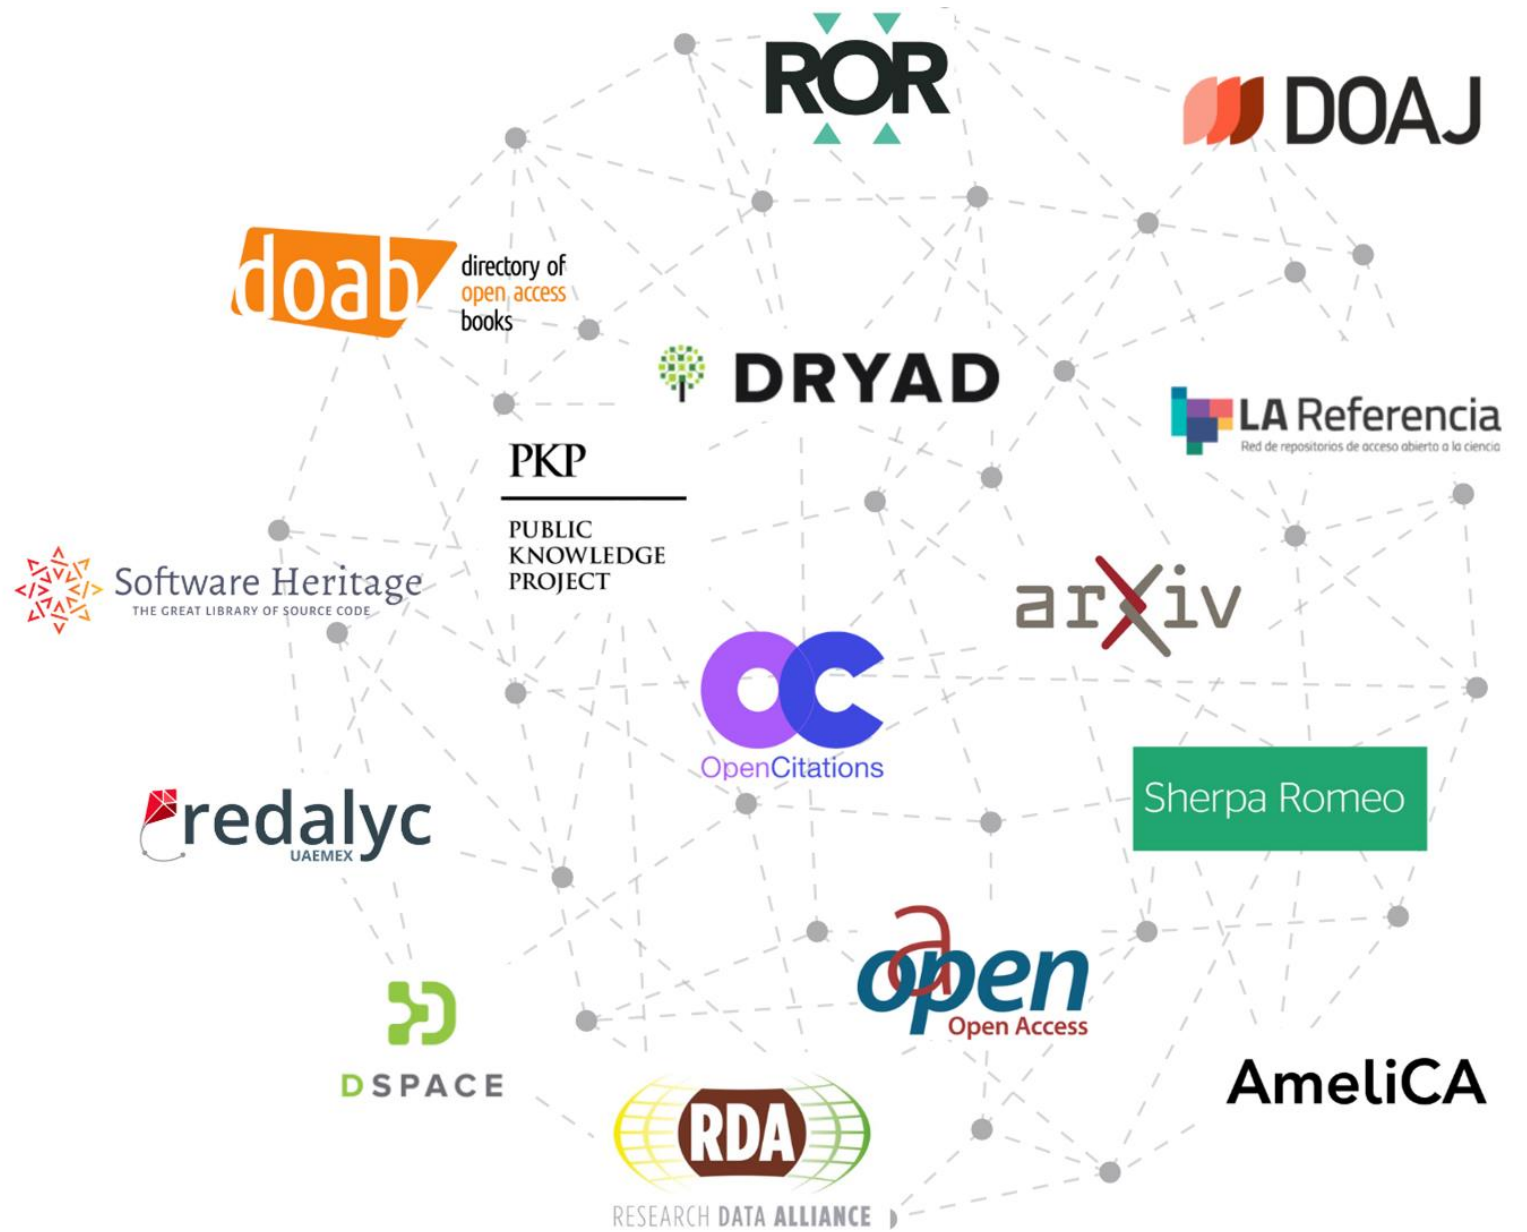 ROR
DOAJ
doab
directory of
open access
books
DRYAD
LA Referencia
Red de repositorios de acceso abierto a la ciencia
PKP
PUBLIC
KNOWLEDGE
PROJECT
Software Heritage
THE GREAT LIBRARY OF SOURCE CODE
arXiv
OC
OpenCitations
Sherpa Romeo
redalyc
UAEMEX
oapen
Open Access
DSPACE
AmeliCA
RDA
RESEARCH DATA ALLIANCE